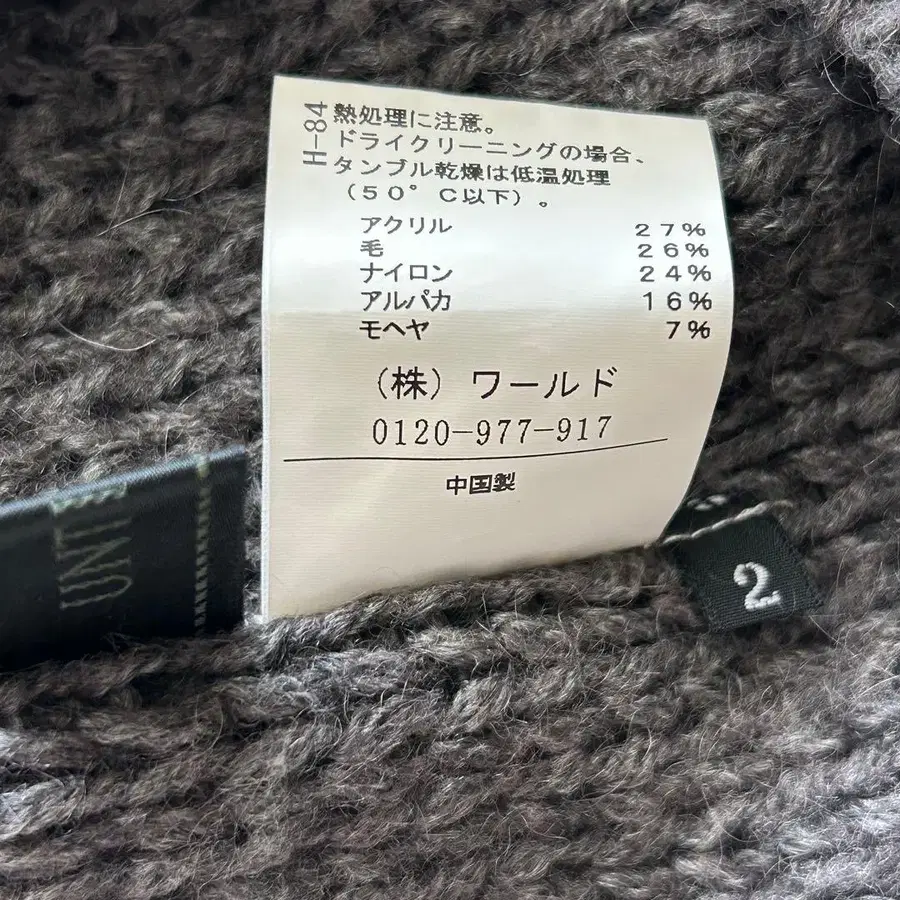 H-84
熱処理に注意。
ドライクリーニングの場合、
タンブル乾燥は低温処理
(50°C以下)。
アクリル 27%
毛 26%
ナイロン 24%
アルパカ 16%
モヘヤ 7%
(株) ワールド
0120-977-917
中国製
UNT
2